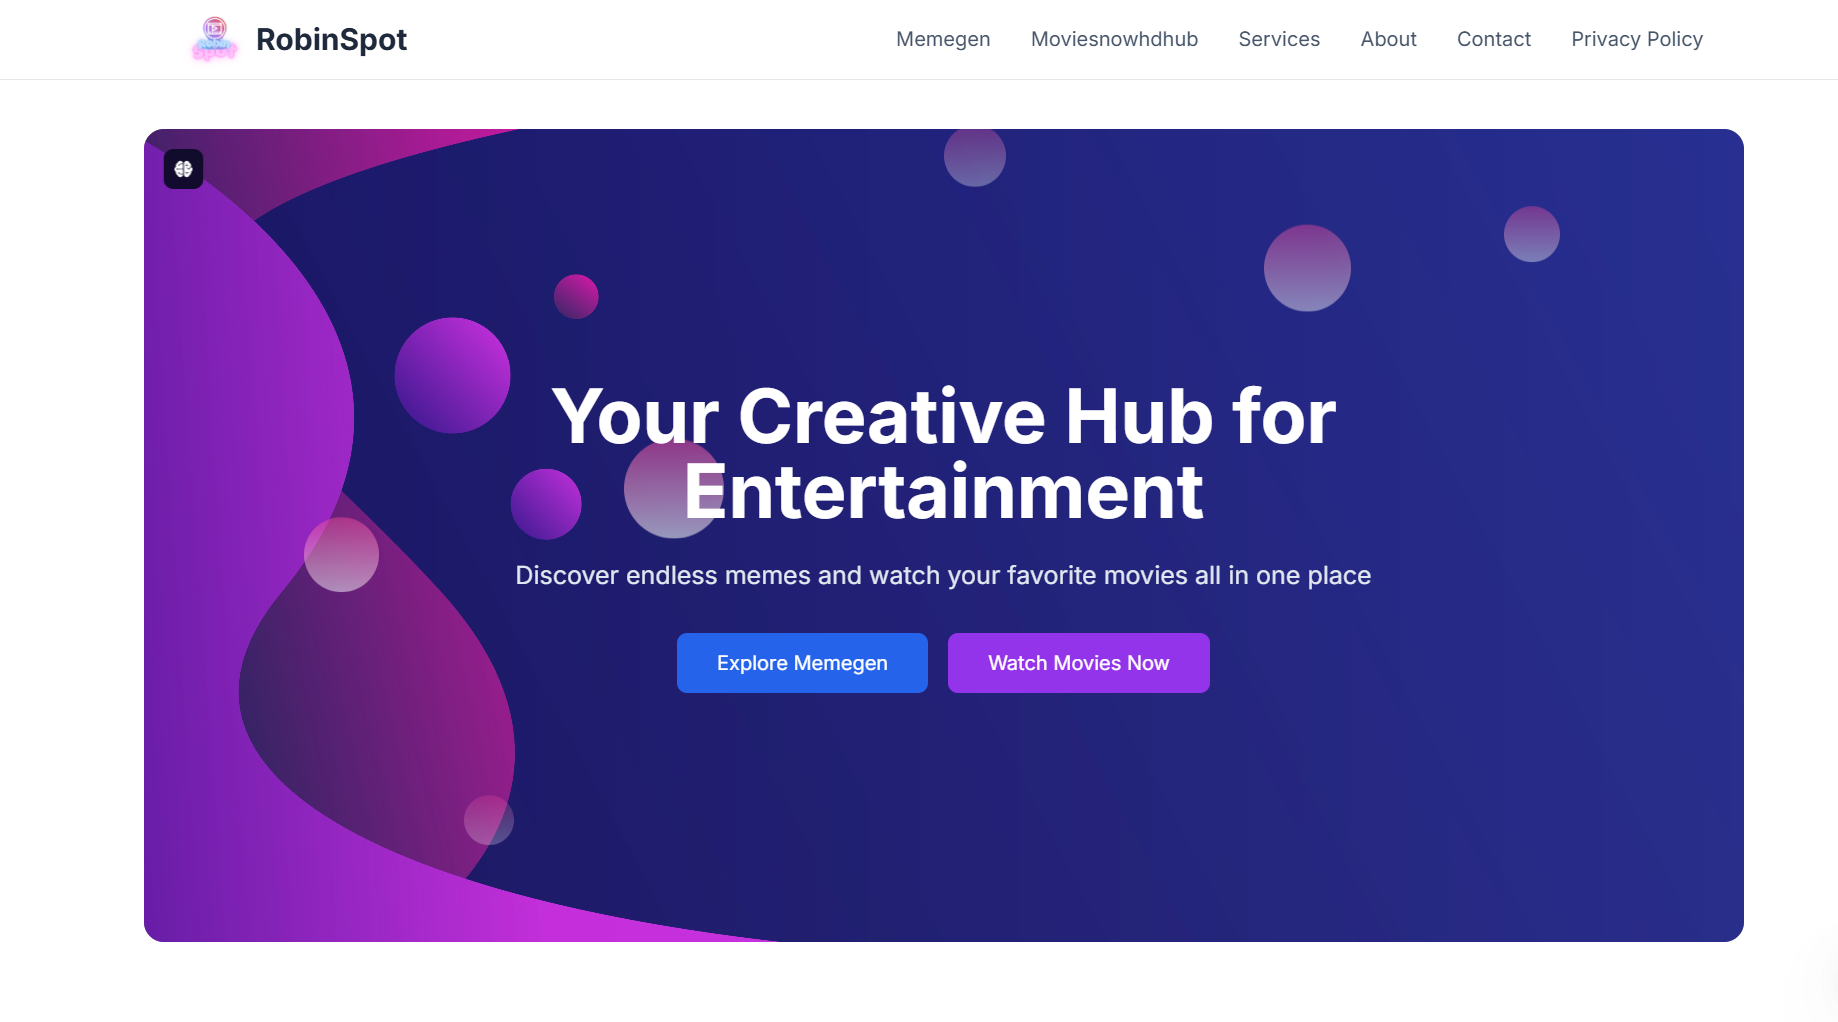 RobinSpot
Memegen Moviesnowhdhub Services About Contact Privacy Policy
Your Creative Hub for
Entertainment
Discover endless memes and watch your favorite movies all in one place
Explore Memegen Watch Movies Now